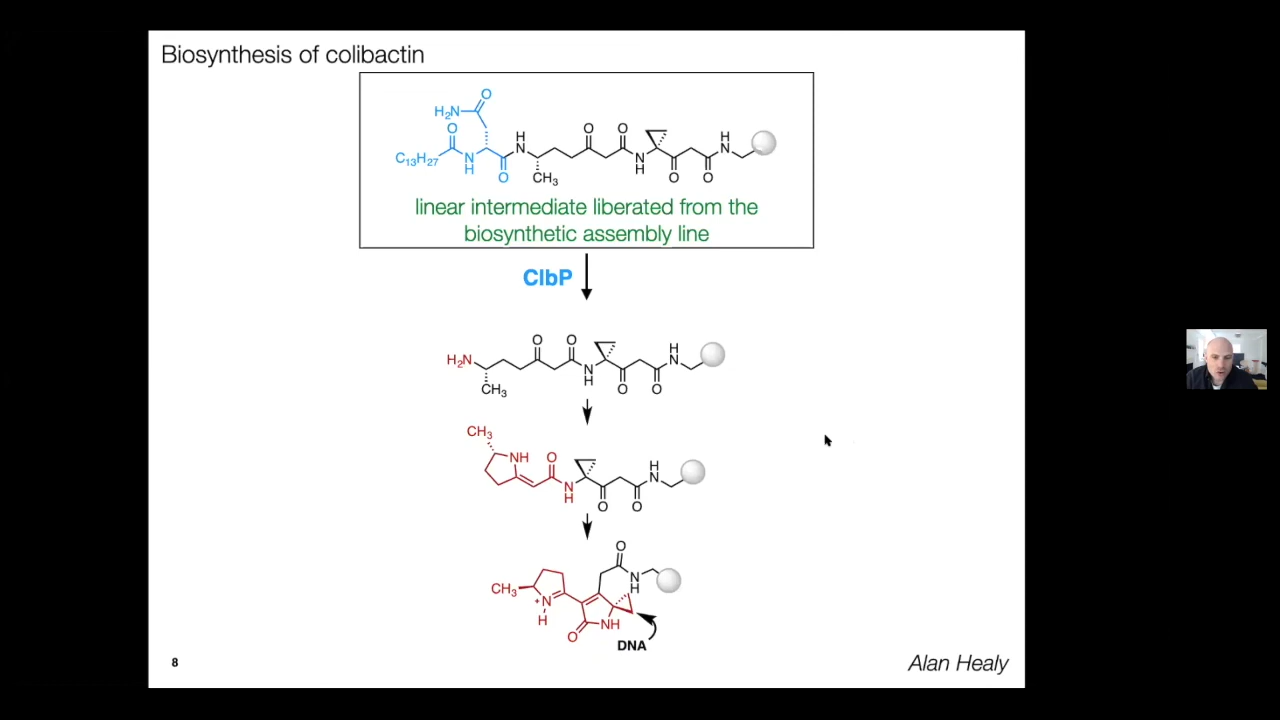 Biosynthesis of colibactin
H₂N O
O H O O H
C₁₃H₂₇ N N N N
H O CH₃ H O O
linear intermediate liberated from the
biosynthetic assembly line
ClbP
O O H
H₂N N N
CH₃ H O O
CH₃
NH O H
N N
H O O
O
CH₃ N N
+ H
H NH
O DNA
8 Alan Healy